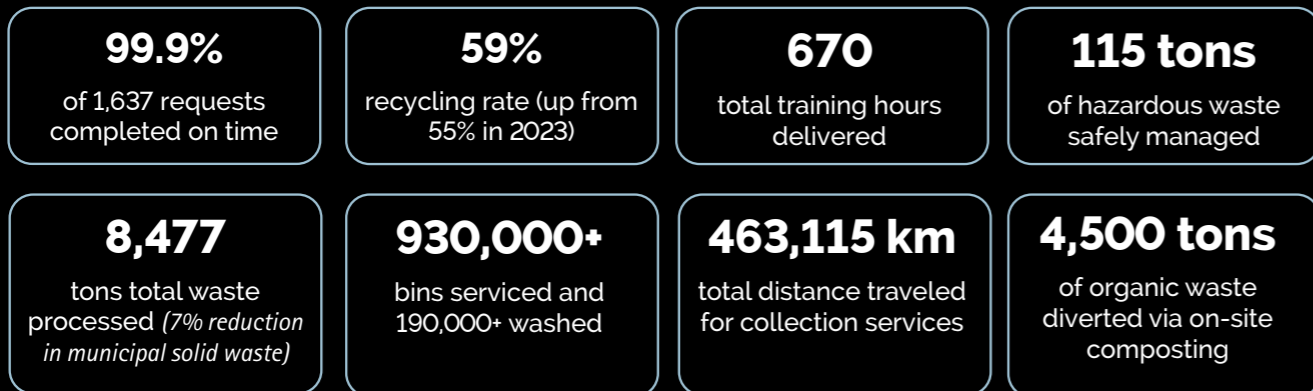 99.9%
of 1,637 requests
completed on time
59%
recycling rate (up from
55% in 2023)
670
total training hours
delivered
115 tons
of hazardous waste
safely managed
8,477
tons total waste
processed (7% reduction
in municipal solid waste)
930,000+
bins serviced and
190,000+ washed
463,115 km
total distance traveled
for collection services
4,500 tons
of organic waste
diverted via on-site
composting